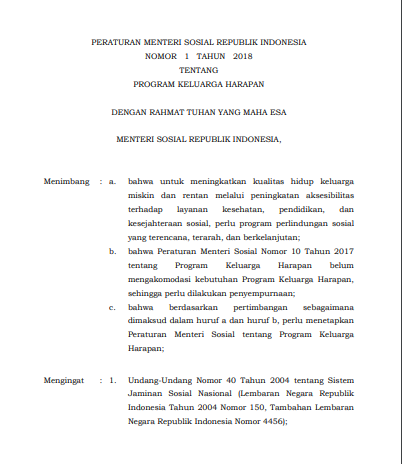 PERATURAN MENTERI SOSIAL REPUBLIK INDONESIA
NOMOR 1 TAHUN 2018
TENTANG
PROGRAM KELUARGA HARAPAN
DENGAN RAHMAT TUHAN YANG MAHA ESA
MENTERI SOSIAL REPUBLIK INDONESIA,
Menimbang : a. bahwa untuk meningkatkan kualitas hidup keluarga
miskin dan rentan melalui peningkatan aksesibilitas
terhadap layanan kesehatan, pendidikan, dan
kesejahteraan sosial, perlu program perlindungan sosial
yang terencana, terarah, dan berkelanjutan;
b. bahwa Peraturan Menteri Sosial Nomor 10 Tahun 2017
tentang Program Keluarga Harapan belum
mengakomodasi kebutuhan Program Keluarga Harapan,
sehingga perlu dilakukan penyempurnaan;
c. bahwa berdasarkan pertimbangan sebagaimana
dimaksud dalam huruf a dan huruf b, perlu menetapkan
Peraturan Menteri Sosial tentang Program Keluarga
Harapan;
Mengingat : 1. Undang-Undang Nomor 40 Tahun 2004 tentang Sistem
Jaminan Sosial Nasional (Lembaran Negara Republik
Indonesia Tahun 2004 Nomor 150, Tambahan Lembaran
Negara Republik Indonesia Nomor 4456);